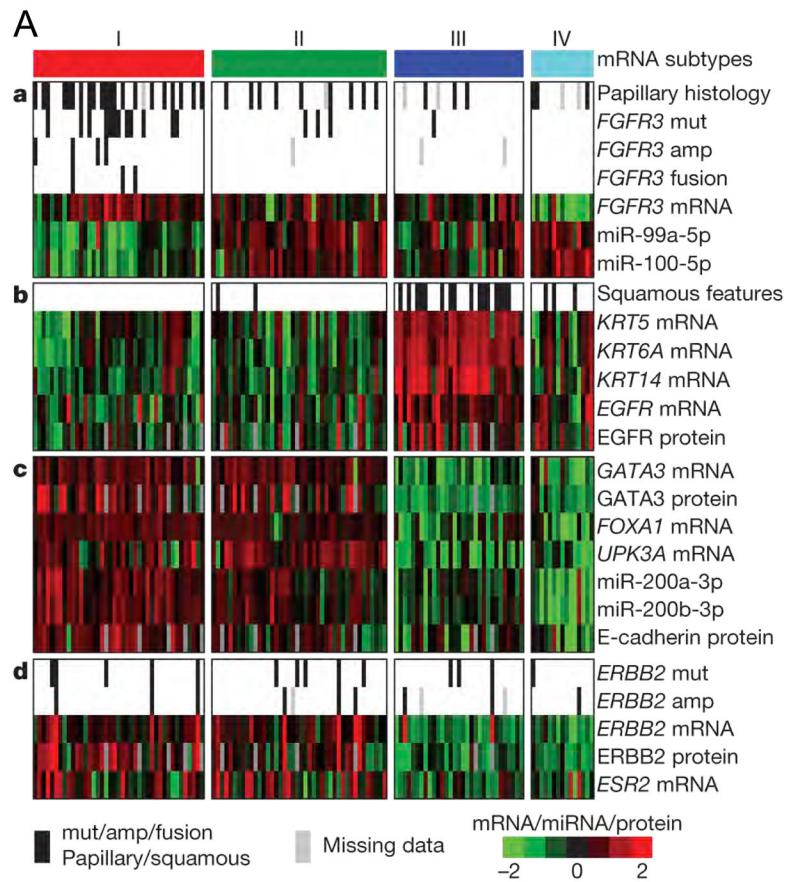 A
I II III IV
mRNA subtypes
a Papillary histology
FGFR3 mut
FGFR3 amp
FGFR3 fusion
FGFR3 mRNA
miR-99a-5p
miR-100-5p
b Squamous features
KRT5 mRNA
KRT6A mRNA
KRT14 mRNA
EGFR mRNA
EGFR protein
c GATA3 mRNA
GATA3 protein
FOXA1 mRNA
UPK3A mRNA
miR-200a-3p
miR-200b-3p
E-cadherin protein
d ERBB2 mut
ERBB2 amp
ERBB2 mRNA
ERBB2 protein
ESR2 mRNA
mut/amp/fusion
Papillary/squamous
Missing data
mRNA/miRNA/protein
–2 0 2